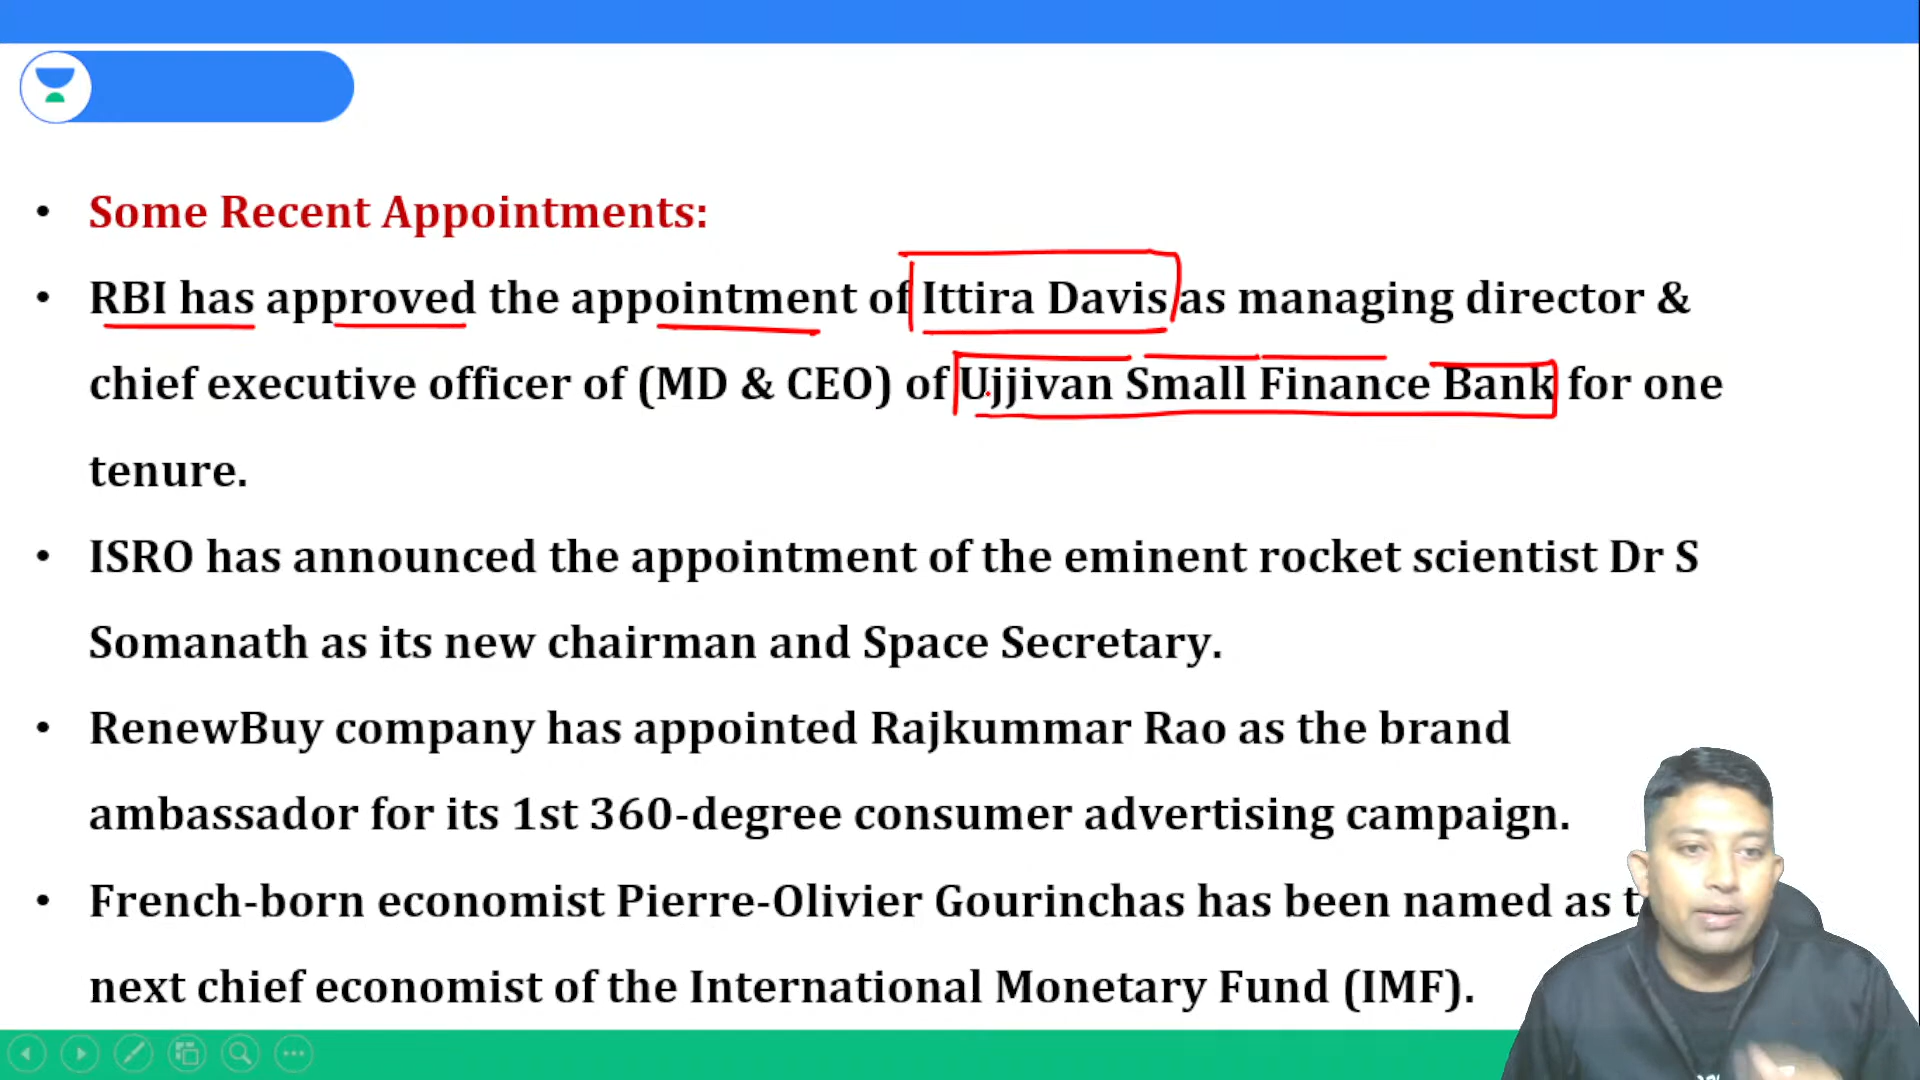 Some Recent Appointments:
RBI has approved the appointment of Ittira Davis as managing director &
chief executive officer of (MD & CEO) of Ujjivan Small Finance Bank for one
tenure.
ISRO has announced the appointment of the eminent rocket scientist Dr S
Somanath as its new chairman and Space Secretary.
RenewBuy company has appointed Rajkummar Rao as the brand
ambassador for its 1st 360-degree consumer advertising campaign.
French-born economist Pierre-Olivier Gourinchas has been named as
next chief economist of the International Monetary Fund (IMF).